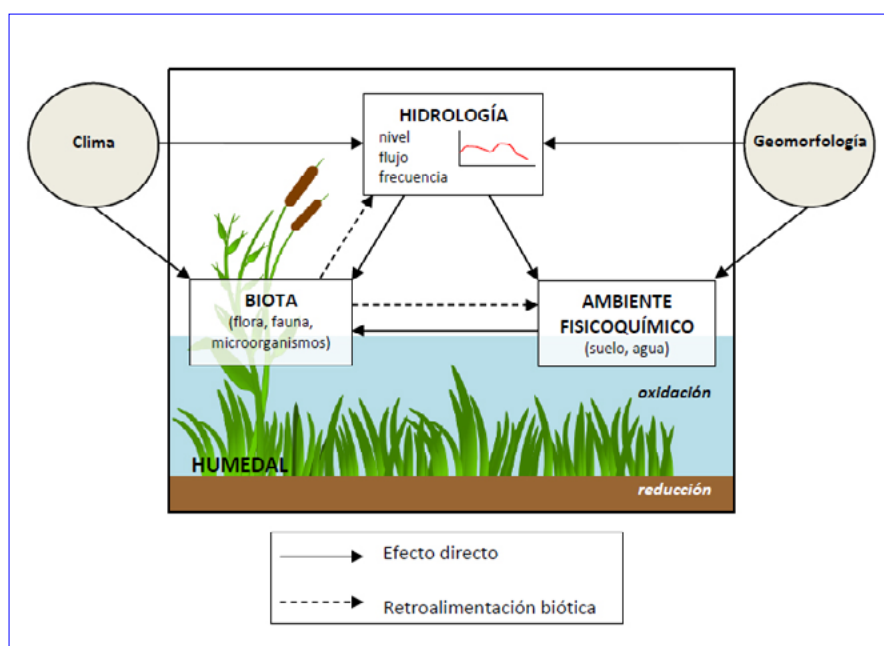 HIDROLOGÍA
nivel
flujo
frecuencia
Clima
Geomorfología
BIOTA
(flora, fauna,
microorganismos)
AMBIENTE
FISICOQUÍMICO
(suelo, agua)
oxidación
HUMEDAL
reducción
Efecto directo
Retroalimentación biótica